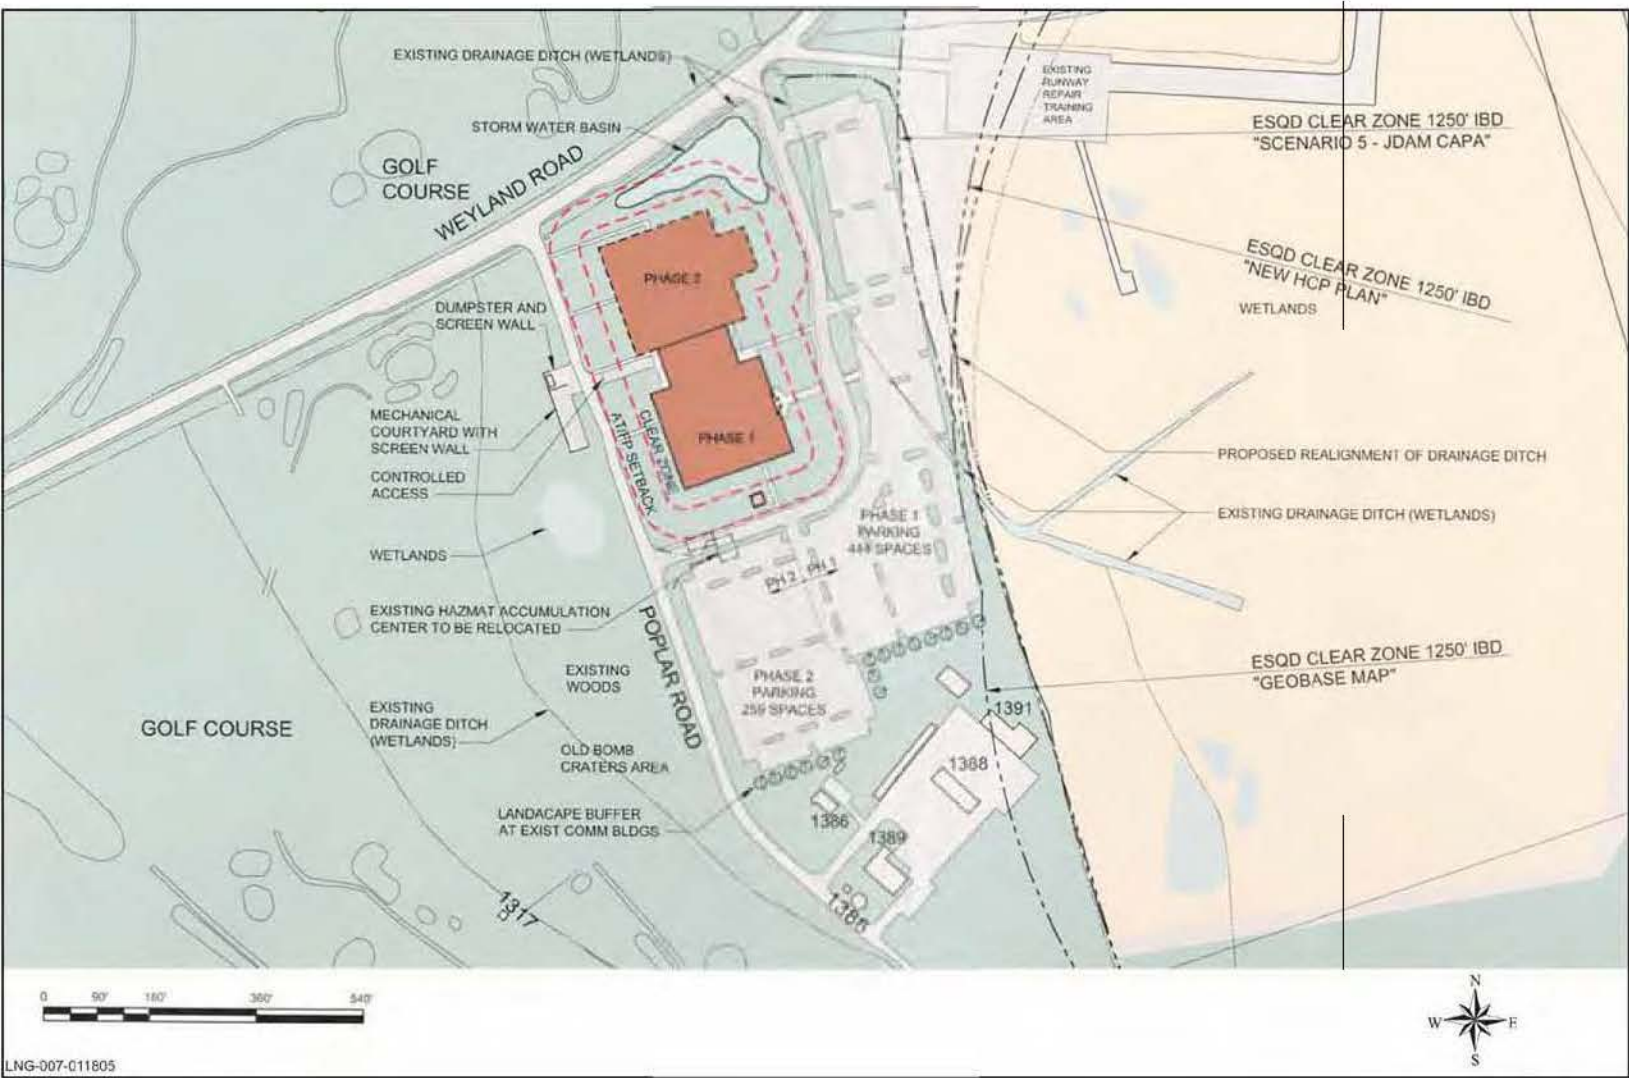 EXISTING DRAINAGE DITCH (WETLANDS)
STORM WATER BASIN
GOLF
COURSE
WEYLAND ROAD
EXISTING
RUNWAY
REPAIR
TRAINING
AREA
ESQD CLEAR ZONE 1250' IBD
"SCENARIO 5 - JDAM CAPA"
ESQD CLEAR ZONE 1250' IBD
"NEW HCP PLAN"
WETLANDS
PHASE 2
DUMPSTER AND
SCREEN WALL
MECHANICAL
COURTYARD WITH
SCREEN WALL
CONTROLLED
ACCESS
CLEAR ZONE
AT/FP SETBACK
PHASE 1
PROPOSED REALIGNMENT OF DRAINAGE DITCH
EXISTING DRAINAGE DITCH (WETLANDS)
WETLANDS
PHASE 1
PARKING
444 SPACES
PH 2
PH 1
EXISTING HAZMAT ACCUMULATION
CENTER TO BE RELOCATED
POPLAR ROAD
EXISTING
WOODS
PHASE 2
PARKING
259 SPACES
ESQD CLEAR ZONE 1250' IBD
"GEOBASE MAP"
GOLF COURSE
EXISTING
DRAINAGE DITCH
(WETLANDS)
OLD BOMB
CRATERS AREA
1391
1388
LANDACAPE BUFFER
AT EXIST COMM BLDGS
1386
1389
1317
1385
0 90' 180' 360' 540'
N
W E
S
LNG-007-011805